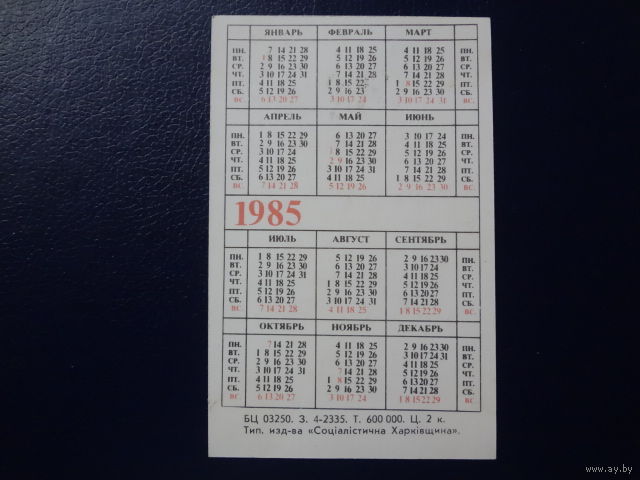 ЯНВАРЬ ФЕВРАЛЬ МАРТ
ПН. 7 14 21 28 4 11 18 25 4 11 18 25 ПН.
ВТ. 1 8 15 22 29 5 12 19 26 5 12 19 26 ВТ.
СР. 2 9 16 23 30 6 13 20 27 6 13 20 27 СР.
ЧТ. 3 10 17 24 31 7 14 21 28 7 14 21 28 ЧТ.
ПТ. 4 11 18 25 1 8 15 22 1 8 15 22 29 ПТ.
СБ. 5 12 19 26 2 9 16 23 2 9 16 23 30 СБ.
ВС. 6 13 20 27 3 10 17 24 3 10 17 24 31 ВС.
АПРЕЛЬ МАЙ ИЮНЬ
ПН. 1 8 15 22 29 6 13 20 27 3 10 17 24 ПН.
ВТ. 2 9 16 23 30 7 14 21 28 4 11 18 25 ВТ.
СР. 3 10 17 24 1 8 15 22 29 5 12 19 26 СР.
ЧТ. 4 11 18 25 2 9 16 23 30 6 13 20 27 ЧТ.
ПТ. 5 12 19 26 3 10 17 24 31 7 14 21 28 ПТ.
СБ. 6 13 20 27 4 11 18 25 1 8 15 22 29 СБ.
ВС. 7 14 21 28 5 12 19 26 2 9 16 23 30 ВС.
1985
ИЮЛЬ АВГУСТ СЕНТЯБРЬ
ПН. 1 8 15 22 29 5 12 19 26 2 9 16 23 30 ПН.
ВТ. 2 9 16 23 30 6 13 20 27 3 10 17 24 ВТ.
СР. 3 10 17 24 31 7 14 21 28 4 11 18 25 СР.
ЧТ. 4 11 18 25 1 8 15 22 29 5 12 19 26 ЧТ.
ПТ. 5 12 19 26 2 9 16 23 30 6 13 20 27 ПТ.
СБ. 6 13 20 27 3 10 17 24 31 7 14 21 28 СБ.
ВС. 7 14 21 28 4 11 18 25 1 8 15 22 29 ВС.
ОКТЯБРЬ НОЯБРЬ ДЕКАБРЬ
ПН. 7 14 21 28 4 11 18 25 2 9 16 23 30 ПН.
ВТ. 1 8 15 22 29 5 12 19 26 3 10 17 24 31 ВТ.
СР. 2 9 16 23 30 6 13 20 27 4 11 18 25 СР.
ЧТ. 3 10 17 24 31 7 14 21 28 5 12 19 26 ЧТ.
ПТ. 4 11 18 25 1 8 15 22 29 6 13 20 27 ПТ.
СБ. 5 12 19 26 2 9 16 23 30 7 14 21 28 СБ.
ВС. 6 13 20 27 3 10 17 24 1 8 15 22 29 ВС.
БЦ 03250. З. 4-2335. Т. 600 000. Ц. 2 к.
Тип. изд-ва «Соціалістична Харківщина».
www.ay.by